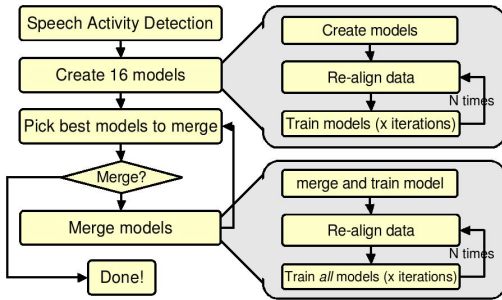 Speech Activity Detection
Create 16 models
Pick best models to merge
Merge?
Merge models
Done!
Create models
Re-align data
N times
Train models (x iterations)
merge and train model
Re-align data
N times
Train all models (x iterations)